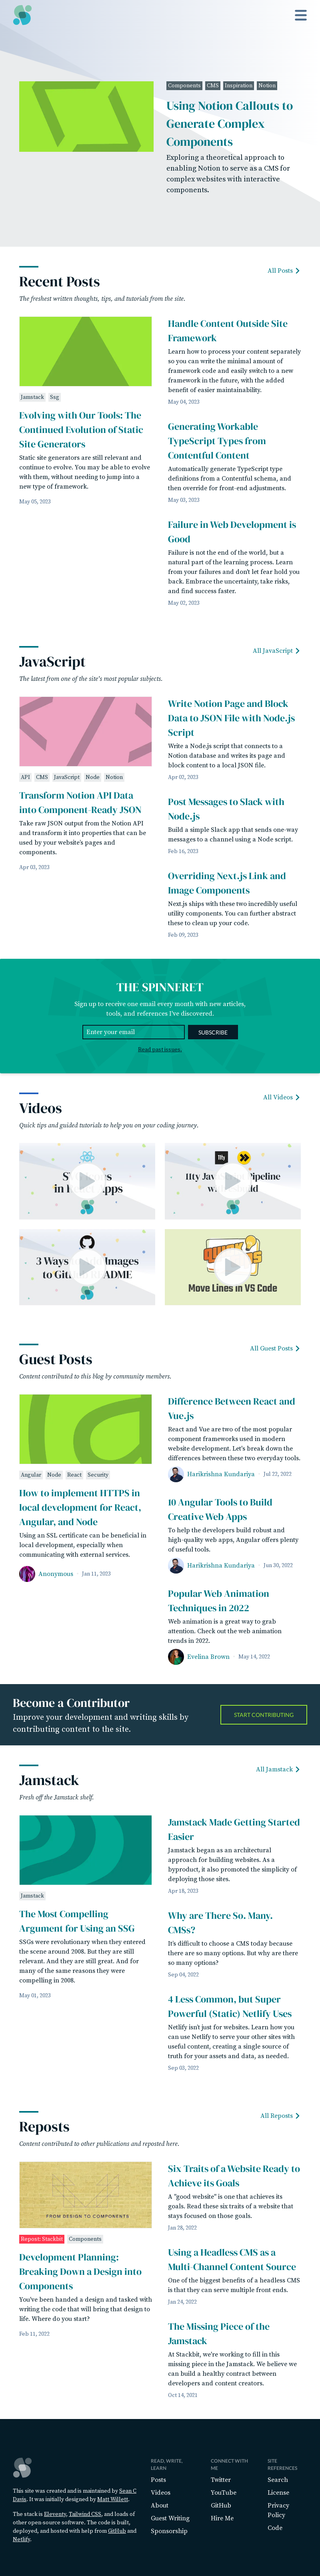 Components CMS Inspiration Notion
Using Notion Callouts to
Generate Complex
Components
Exploring a theoretical approach to
enabling Notion to serve as a CMS for
complex websites with interactive
components.
Recent Posts
All Posts
The freshest written thoughts, tips, and tutorials from the site.
Jamstack Ssg
Evolving with Our Tools: The
Continued Evolution of Static
Site Generators
Static site generators are still relevant and
continue to evolve. You may be able to evolve
with them, without needing to jump into a
new type of framework.
May 05, 2023
Handle Content Outside Site
Framework
Learn how to process your content separately
so you can write the minimal amount of
framework code and easily switch to a new
framework in the future, with the added
benefit of easier maintainability.
May 04, 2023
Generating Workable
TypeScript Types from
Contentful Content
Automatically generate TypeScript type
definitions from a Contentful schema, and
then override for front-end adjustments.
May 03, 2023
Failure in Web Development is
Good
Failure is not the end of the world, but a
natural part of the learning process. Learn
from your failures and don't let fear hold you
back. Embrace the uncertainty, take risks,
and find success faster.
May 02, 2023
JavaScript
All JavaScript
The latest from one of the site's most popular subjects.
API CMS JavaScript Node Notion
Transform Notion API Data
into Component-Ready JSON
Take raw JSON output from the Notion API
and transform it into properties that can be
used by your website's pages and
components.
Apr 03, 2023
Write Notion Page and Block
Data to JSON File with Node.js
Script
Write a Node.js script that connects to a
Notion database and writes its page and
block content to a local JSON file.
Apr 02, 2023
Post Messages to Slack with
Node.js
Build a simple Slack app that sends one-way
messages to a channel using a Node script.
Feb 16, 2023
Overriding Next.js Link and
Image Components
Next.js ships with these two incredibly useful
utility components. You can further abstract
these to clean up your code.
Feb 09, 2023
THE SPINNERET
Sign up to receive one email every month with new articles,
tools, and references I've discovered.
Enter your email
SUBSCRIBE
Read past issues.
Videos
All Videos
Quick tips and guided tutorials to help you on your coding journey.
Move Lines in VS Code
Guest Posts
All Guest Posts
Content contributed to this blog by community members.
Angular Node React Security
How to implement HTTPS in
local development for React,
Angular, and Node
Using an SSL certificate can be beneficial in
local development, especially when
communicating with external services.
Anonymous · Jan 11, 2023
Difference Between React and
Vue.js
React and Vue are two of the most popular
component frameworks used in modern
website development. Let's break down the
differences between these two everyday tools.
Harikrishna Kundariya · Jul 22, 2022
10 Angular Tools to Build
Creative Web Apps
To help the developers build robust and
high-quality web apps, Angular offers plenty
of useful tools.
Harikrishna Kundariya · Jun 30, 2022
Popular Web Animation
Techniques in 2022
Web animation is a great way to grab
attention. Check out the web animation
trends in 2022.
Evelina Brown · May 14, 2022
Become a Contributor
Improve your development and writing skills by
contributing content to the site.
START CONTRIBUTING
Jamstack
All Jamstack
Fresh off the Jamstack shelf.
Jamstack
The Most Compelling
Argument for Using an SSG
SSGs were revolutionary when they entered
the scene around 2008. But they are still
relevant. And they are still great. And for
many of the same reasons they were
compelling in 2008.
May 01, 2023
Jamstack Made Getting Started
Easier
Jamstack began as an architectural
approach for building websites. As a
byproduct, it also promoted the simplicity of
deploying those sites.
Apr 18, 2023
Why are There So. Many.
CMSs?
It's difficult to choose a CMS today because
there are so many options. But why are there
so many options?
Sep 04, 2022
4 Less Common, but Super
Powerful (Static) Netlify Uses
Netlify isn't just for websites. Learn how you
can use Netlify to serve your other sites with
useful content, creating a single source of
truth for your assets and data, as needed.
Sep 03, 2022
Reposts
All Reposts
Content contributed to other publications and reposted here.
FROM DESIGN TO COMPONENTS
Repost: Stackbit Components
Development Planning:
Breaking Down a Design into
Components
You've been handed a design and tasked with
writing the code that will bring that design to
life. Where do you start?
Feb 11, 2022
Six Traits of a Website Ready to
Achieve its Goals
A "good website" is one that achieves its
goals. Read these six traits of a website that
stays focused on those goals.
Jan 28, 2022
Using a Headless CMS as a
Multi-Channel Content Source
One of the biggest benefits of a headless CMS
is that they can serve multiple front ends.
Jan 24, 2022
The Missing Piece of the
Jamstack
At Stackbit, we're working to fill in this
missing piece in the Jamstack. We believe we
can build a healthy contract between
developers and content creators.
Oct 14, 2021
This site was created and is maintained by Sean C
Davis. It was initially designed by Matt Willett.
The stack is Eleventy, Tailwind CSS, and loads of
other open source software. The code is built,
deployed, and hosted with help from GitHub and
Netlify.
READ, WRITE,
LEARN
Posts
Videos
About
Guest Writing
Sponsorship
CONNECT WITH
ME
Twitter
YouTube
GitHub
Hire Me
SITE
REFERENCES
Search
License
Privacy
Policy
Code